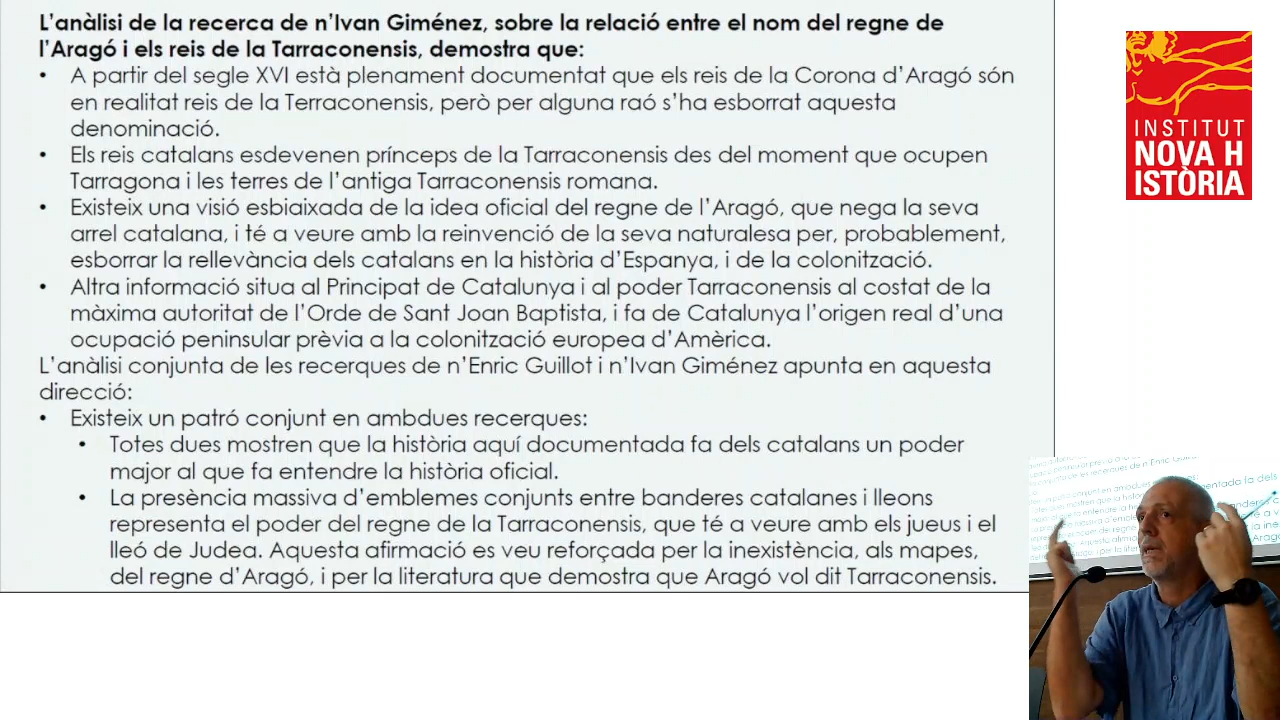 L'anàlisi de la recerca de n'Ivan Giménez, sobre la relació entre el nom del regne de
l'Aragó i els reis de la Tarraconensis, demostra que:
• A partir del segle XVI està plenament documentat que els reis de la Corona d'Aragó són
en realitat reis de la Terraconensis, però per alguna raó s'ha esborrat aquesta
denominació.
• Els reis catalans esdevenen prínceps de la Tarraconensis des del moment que ocupen
Tarragona i les terres de l'antiga Tarraconensis romana.
• Existeix una visió esbiaixada de la idea oficial del regne de l'Aragó, que nega la seva
arrel catalana, i té a veure amb la reinvenció de la seva naturalesa per, probablement,
esborrar la rellevància dels catalans en la història d'Espanya, i de la colonització.
• Altra informació situa al Principat de Catalunya i al poder Tarraconensis al costat de la
màxima autoritat de l'Orde de Sant Joan Baptista, i fa de Catalunya l'origen real d'una
ocupació peninsular prèvia a la colonització europea d'Amèrica.
L'anàlisi conjunta de les recerques de n'Enric Guillot i n'Ivan Giménez apunta en aquesta
direcció:
• Existeix un patró conjunt en ambdues recerques:
• Totes dues mostren que la història aquí documentada fa dels catalans un poder
major al que fa entendre la història oficial.
• La presència massiva d'emblemes conjunts entre banderes catalanes i lleons
representa el poder del regne de la Tarraconensis, que té a veure amb els jueus i el
lleó de Judea. Aquesta afirmació es veu reforçada per la inexistència, als mapes,
del regne d'Aragó, i per la literatura que demostra que Aragó vol dit Tarraconensis.
INSTITUT
NOVA H
ISTÒRIA